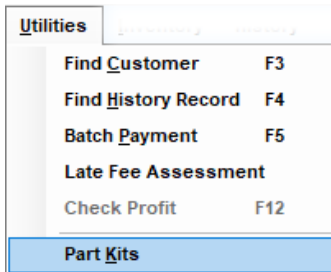 Utilities
Find Customer F3
Find History Record F4
Batch Payment F5
Late Fee Assessment
Check Profit F12
Part Kits